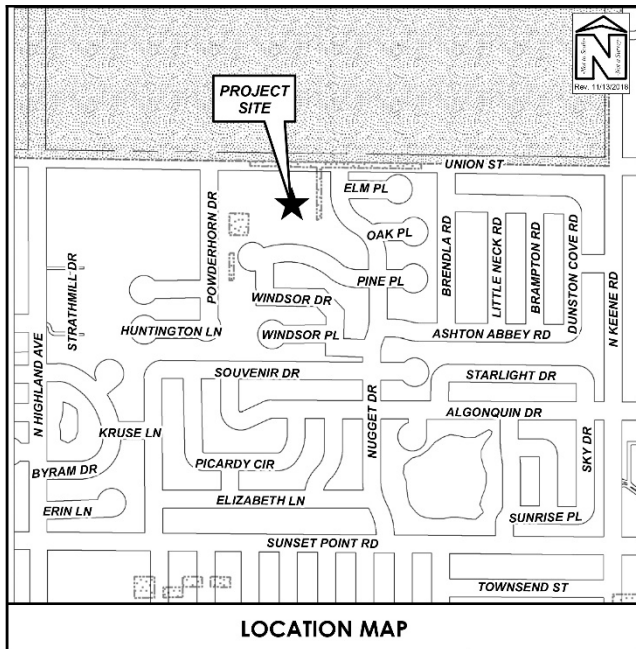 PROJECT
SITE
N
Rev. 11/13/2018
UNION ST
ELM PL
OAK PL
PINE PL
POWDERHORN DR
STRATHMILL DR
WINDSOR DR
HUNTINGTON LN
WINDSOR PL
BRENDLA RD
LITTLE NECK RD
BRAMPTON RD
DUNSTON COVE RD
N KEENE RD
ASHTON ABBEY RD
N HIGHLAND AVE
SOUVENIR DR
STARLIGHT DR
NUGGET DR
ALGONQUIN DR
KRUSE LN
SKY DR
BYRAM DR
PICARDY CIR
ERIN LN
ELIZABETH LN
SUNRISE PL
SUNSET POINT RD
TOWNSEND ST
LOCATION MAP